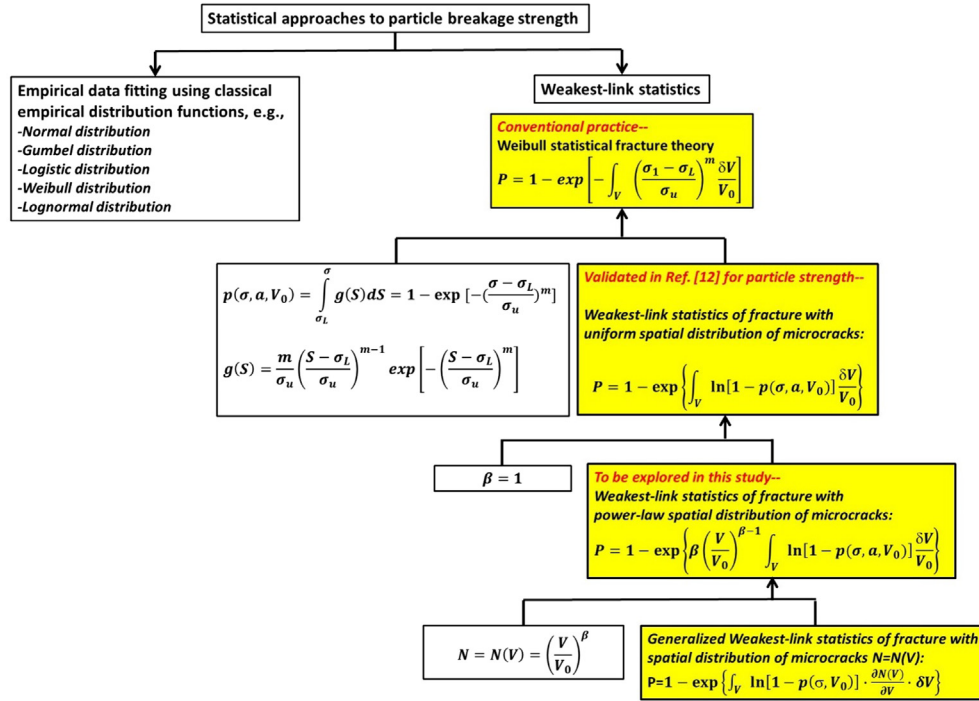 Statistical approaches to particle breakage strength
Empirical data fitting using classical
empirical distribution functions, e.g.,
-Normal distribution
-Gumbel distribution
-Logistic distribution
-Weibull distribution
-Lognormal distribution
Weakest-link statistics
Conventional practice--
Weibull statistical fracture theory
P = 1 − exp[−∫_V ((σ₁ − σ_L)/σ_u)^m δV/V₀]
p(σ, a, V₀) = ∫_{σ_L}^{σ} g(S)dS = 1 − exp [−((σ − σ_L)/σ_u)^m]
g(S) = m/σ_u ((S − σ_L)/σ_u)^{m−1} exp[−((S − σ_L)/σ_u)^m]
Validated in Ref. [12] for particle strength--
Weakest-link statistics of fracture with
uniform spatial distribution of microcracks:
P = 1 − exp{∫_V ln[1 − p(σ, a, V₀)] δV/V₀}
β = 1
To be explored in this study--
Weakest-link statistics of fracture with
power-law spatial distribution of microcracks:
P = 1 − exp{β(V/V₀)^{β−1} ∫_V ln[1 − p(σ, a, V₀)] δV/V₀}
N = N(V) = (V/V₀)^β
Generalized Weakest-link statistics of fracture with
spatial distribution of microcracks N=N(V):
P=1 − exp{∫_V ln[1 − p(σ, V₀)] · ∂N(V)/∂V · δV}